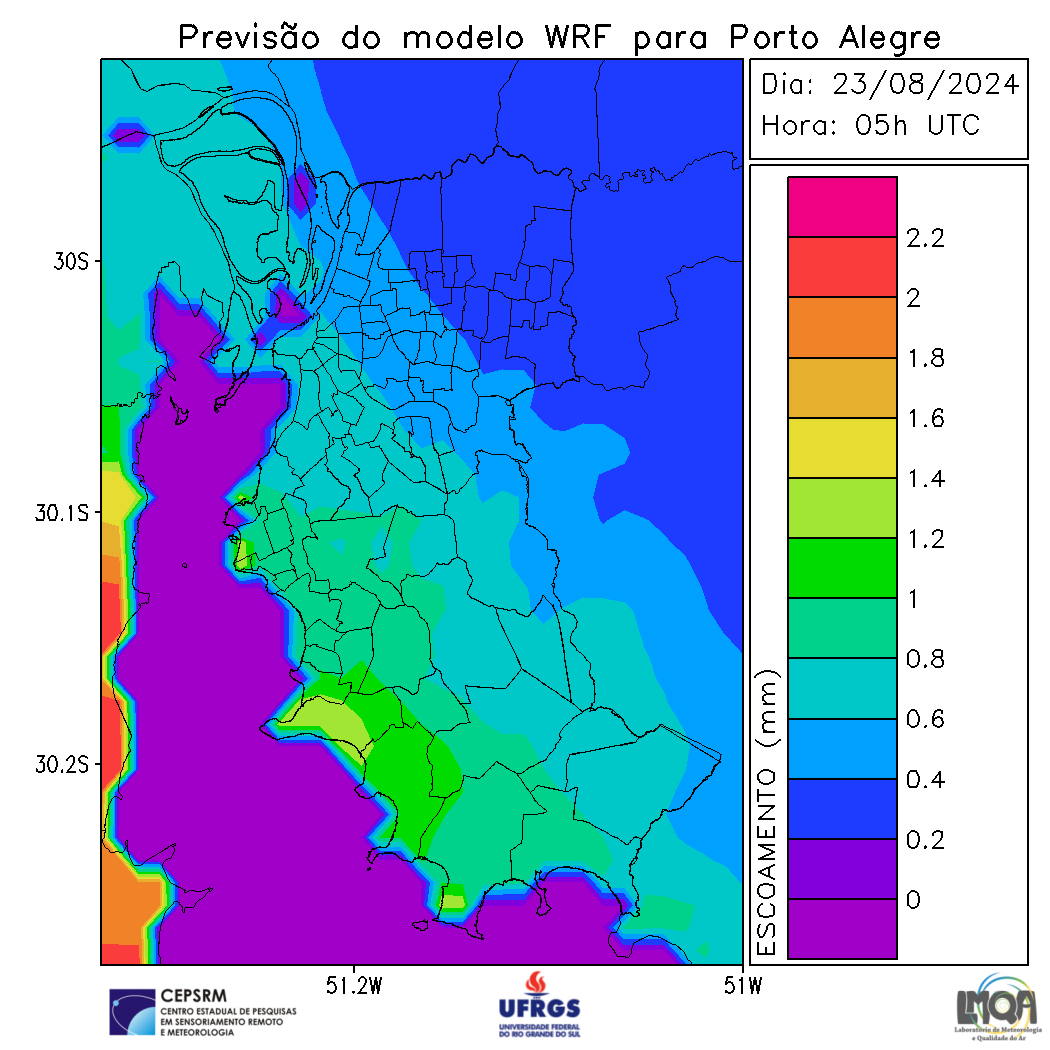 Previsão do modelo WRF para Porto Alegre
Dia: 23/08/2024
Hora: 05h UTC
30S
30.1S
30.2S
51.2W
51W
ESCOAMENTO (mm)
2.2
2
1.8
1.6
1.4
1.2
1
0.8
0.6
0.4
0.2
0
CEPSRM
CENTRO ESTADUAL DE PESQUISAS
EM SENSORIAMENTO REMOTO
E METEOROLOGIA
UFRGS
UNIVERSIDADE FEDERAL
DO RIO GRANDE DO SUL
LMQA
Laboratório de Meteorologia
e Qualidade do Ar